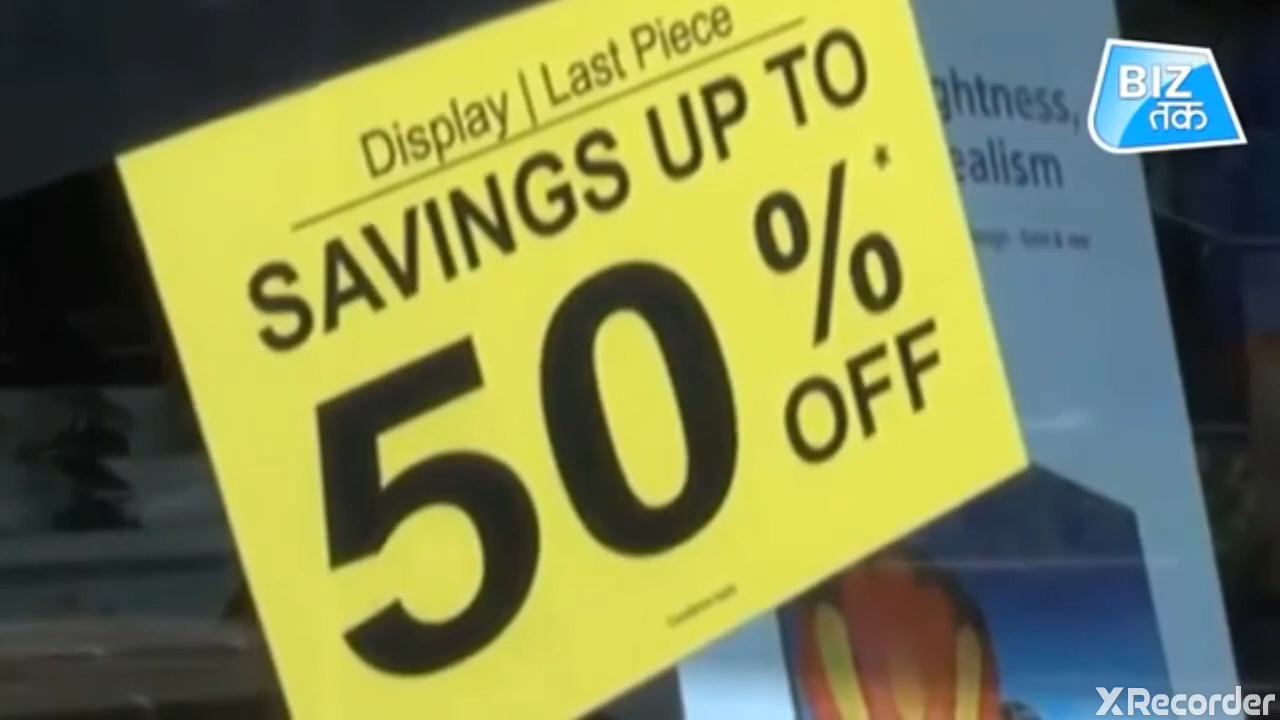 Display | Last Piece
SAVINGS UP TO
50%*
OFF
ghtness,
ealism
BIZ
तक
XRecorder